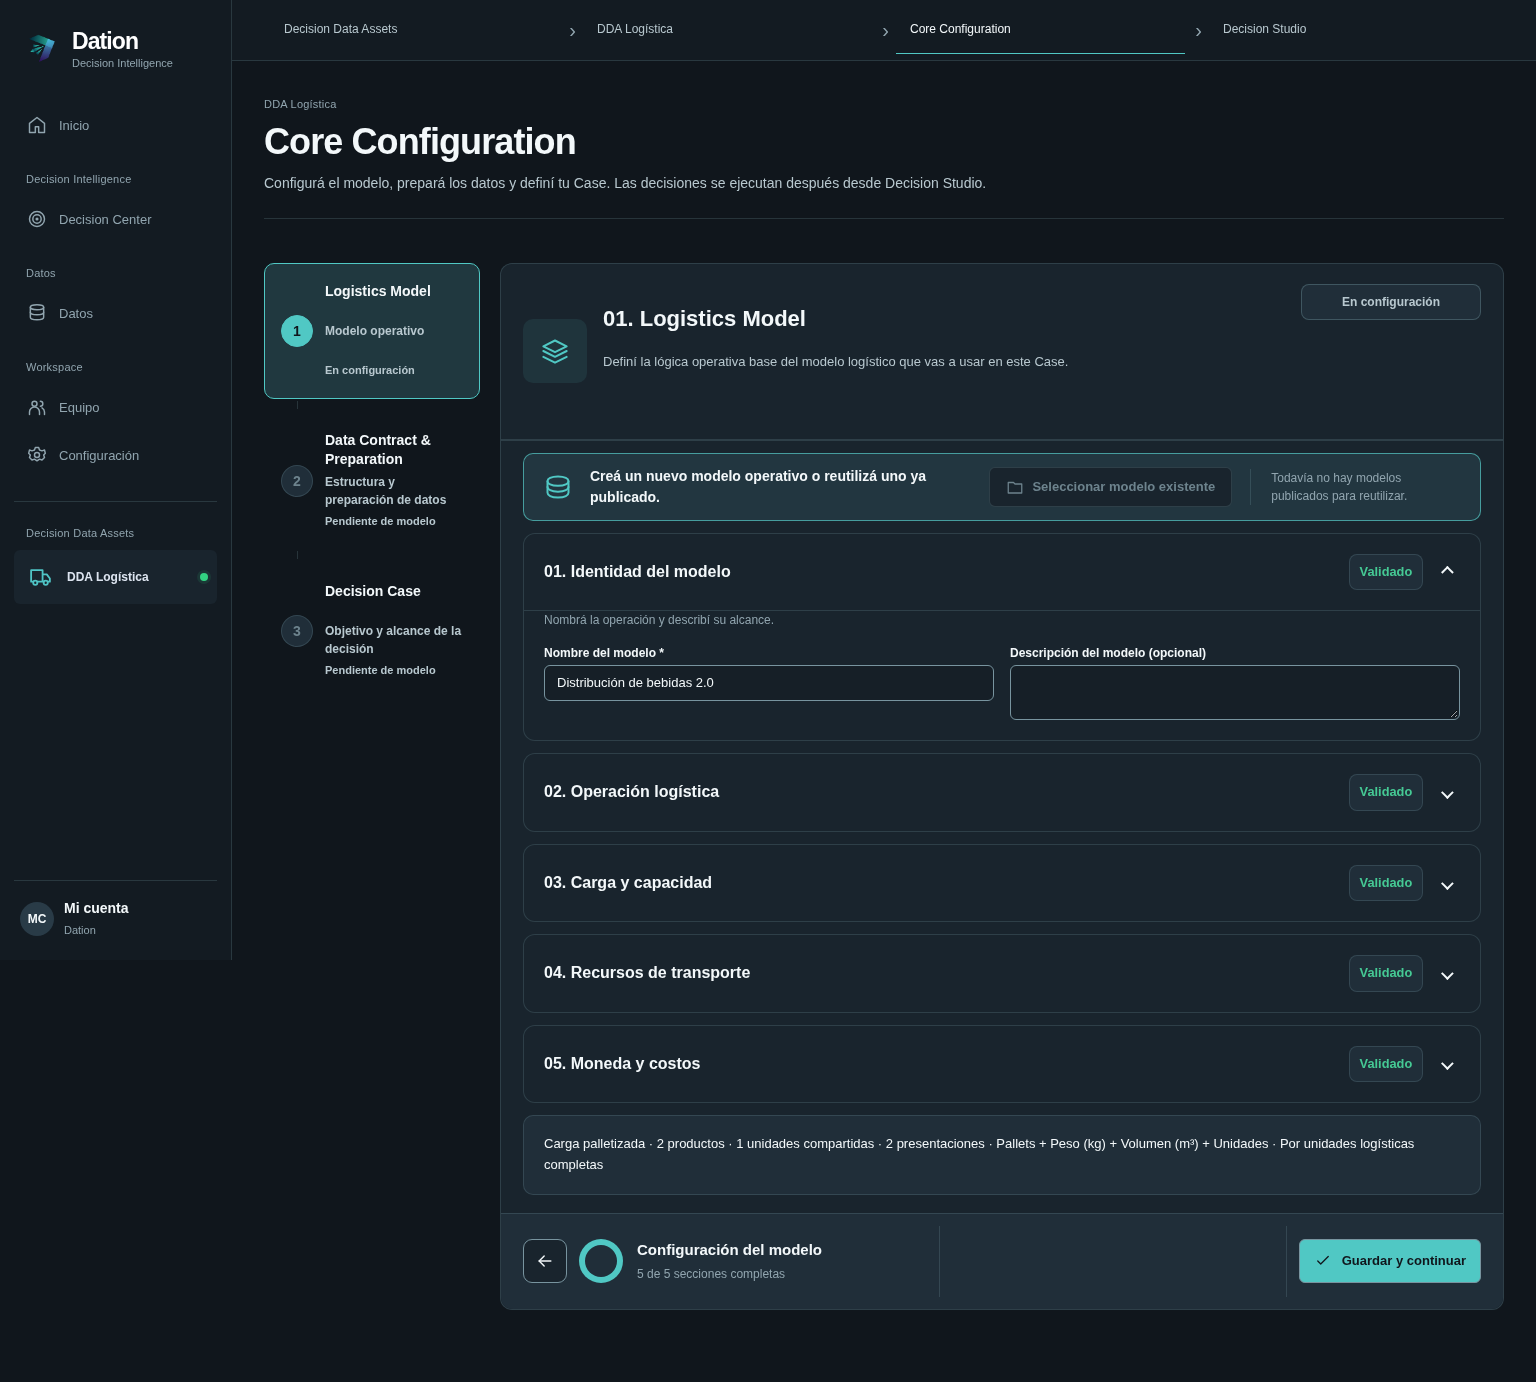 Dation
Decision Intelligence
Inicio
Decision Intelligence
Decision Center
Datos
Datos
Workspace
Equipo
Configuración
Decision Data Assets
DDA Logística
MC
Mi cuenta
Dation
Decision Data Assets
DDA Logística
Core Configuration
Decision Studio
DDA Logística
Core Configuration
Configurá el modelo, prepará los datos y definí tu Case. Las decisiones se ejecutan después desde Decision Studio.
Logistics Model
1
Modelo operativo
En configuración
Data Contract &
Preparation
2
Estructura y
preparación de datos
Pendiente de modelo
Decision Case
3
Objetivo y alcance de la
decisión
Pendiente de modelo
01. Logistics Model
Definí la lógica operativa base del modelo logístico que vas a usar en este Case.
En configuración
Creá un nuevo modelo operativo o reutilizá uno ya
publicado.
Seleccionar modelo existente
Todavía no hay modelos
publicados para reutilizar.
01. Identidad del modelo
Validado
Nombrá la operación y describí su alcance.
Nombre del modelo *
Distribución de bebidas 2.0
Descripción del modelo (opcional)
02. Operación logística
Validado
03. Carga y capacidad
Validado
04. Recursos de transporte
Validado
05. Moneda y costos
Validado
Carga palletizada · 2 productos · 1 unidades compartidas · 2 presentaciones · Pallets + Peso (kg) + Volumen (m³) + Unidades · Por unidades logísticas
completas
Configuración del modelo
5 de 5 secciones completas
Guardar y continuar